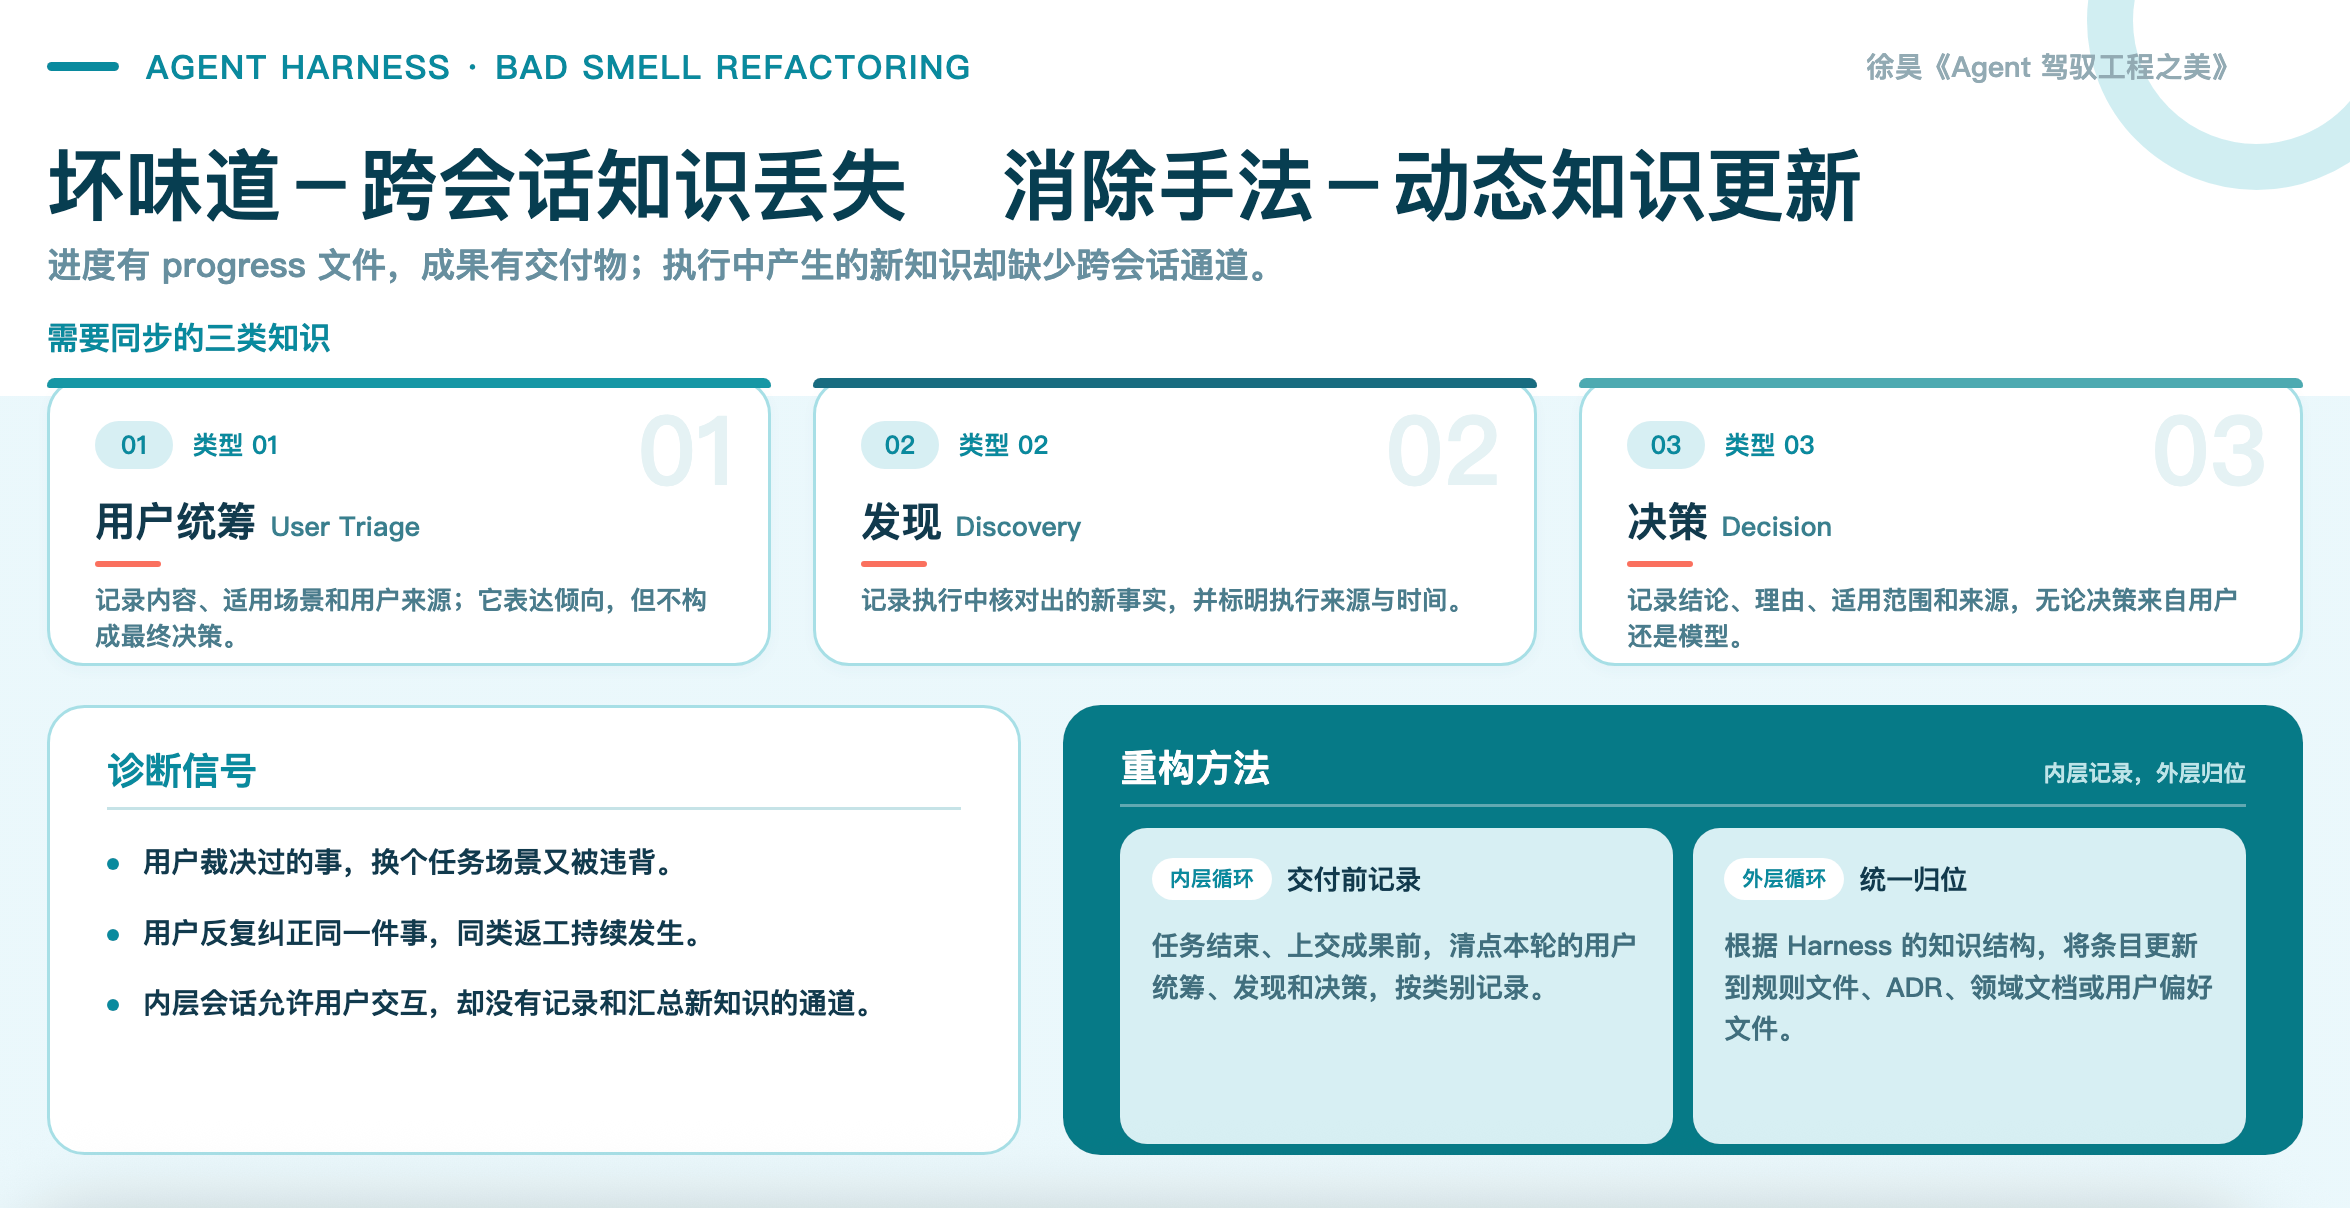 AGENT HARNESS · BAD SMELL REFACTORING
徐昊《Agent 驾驭工程之美》
坏味道－跨会话知识丢失　消除手法－动态知识更新
进度有 progress 文件，成果有交付物；执行中产生的新知识却缺少跨会话通道。
需要同步的三类知识
01 类型 01
01
用户统筹 User Triage
记录内容、适用场景和用户来源；它表达倾向，但不构
成最终决策。
02 类型 02
02
发现 Discovery
记录执行中核对出的新事实，并标明执行来源与时间。
03 类型 03
03
决策 Decision
记录结论、理由、适用范围和来源，无论决策来自用户
还是模型。
诊断信号
• 用户裁决过的事，换个任务场景又被违背。
• 用户反复纠正同一件事，同类返工持续发生。
• 内层会话允许用户交互，却没有记录和汇总新知识的通道。
重构方法
内层记录，外层归位
内层循环 交付前记录
任务结束、上交成果前，清点本轮的用户
统筹、发现和决策，按类别记录。
外层循环 统一归位
根据 Harness 的知识结构，将条目更新
到规则文件、ADR、领域文档或用户偏好
文件。